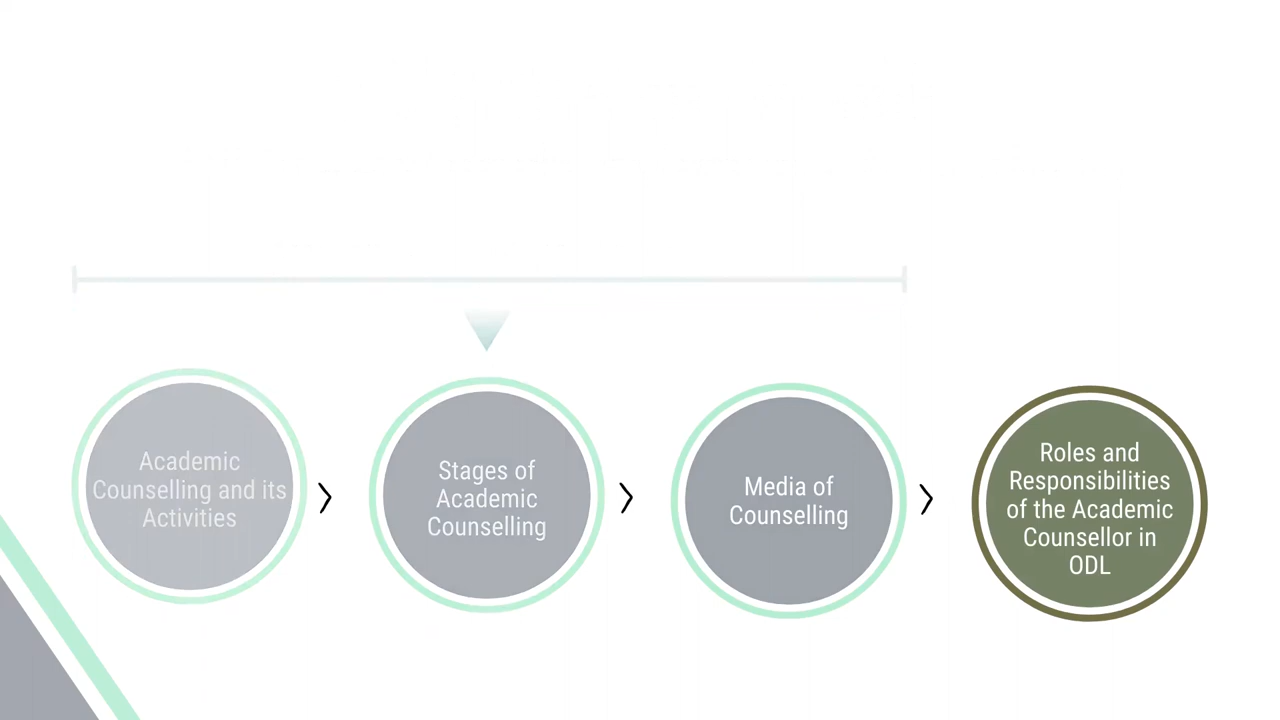 Academic
Counselling and its
Activities
Stages of
Academic
Counselling
Media of
Counselling
Roles and
Responsibilities
of the Academic
Counsellor in
ODL